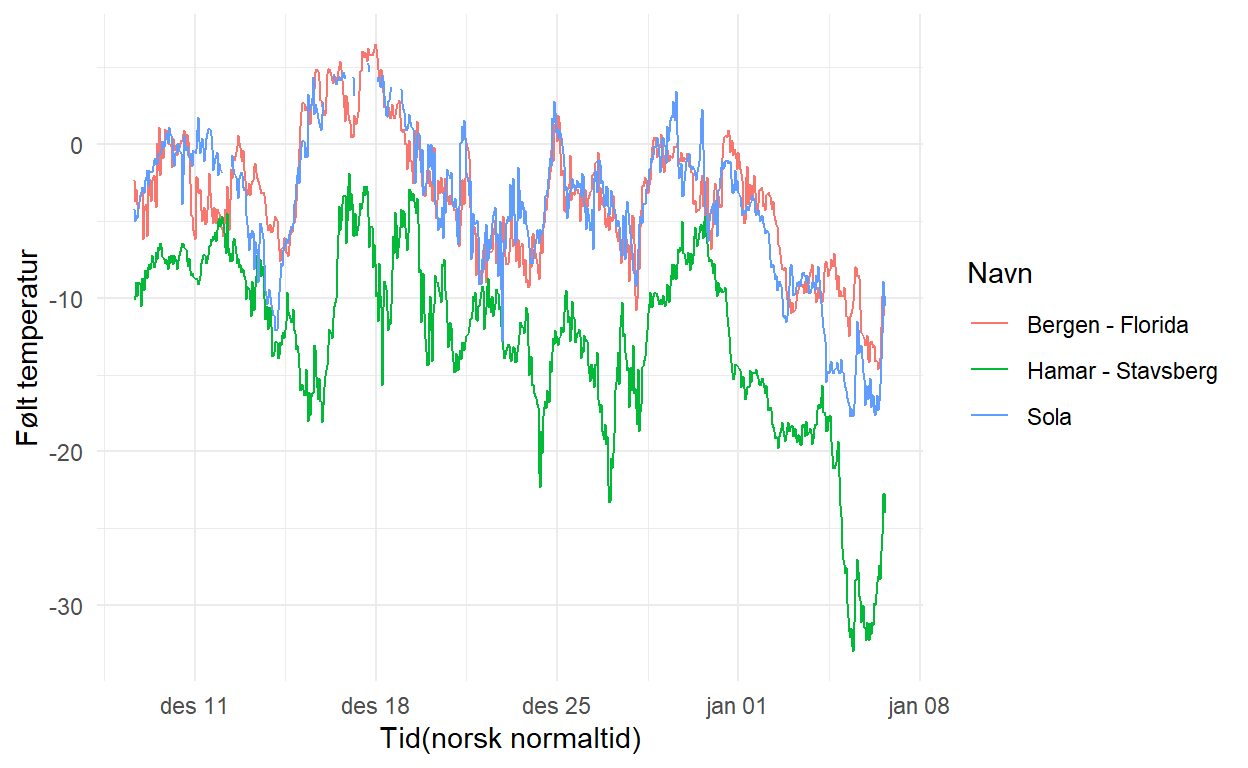 0
-10
-20
-30
Følt temperatur
des 11
des 18
des 25
jan 01
jan 08
Tid(norsk normaltid)
Navn
Bergen - Florida
Hamar - Stavsberg
Sola